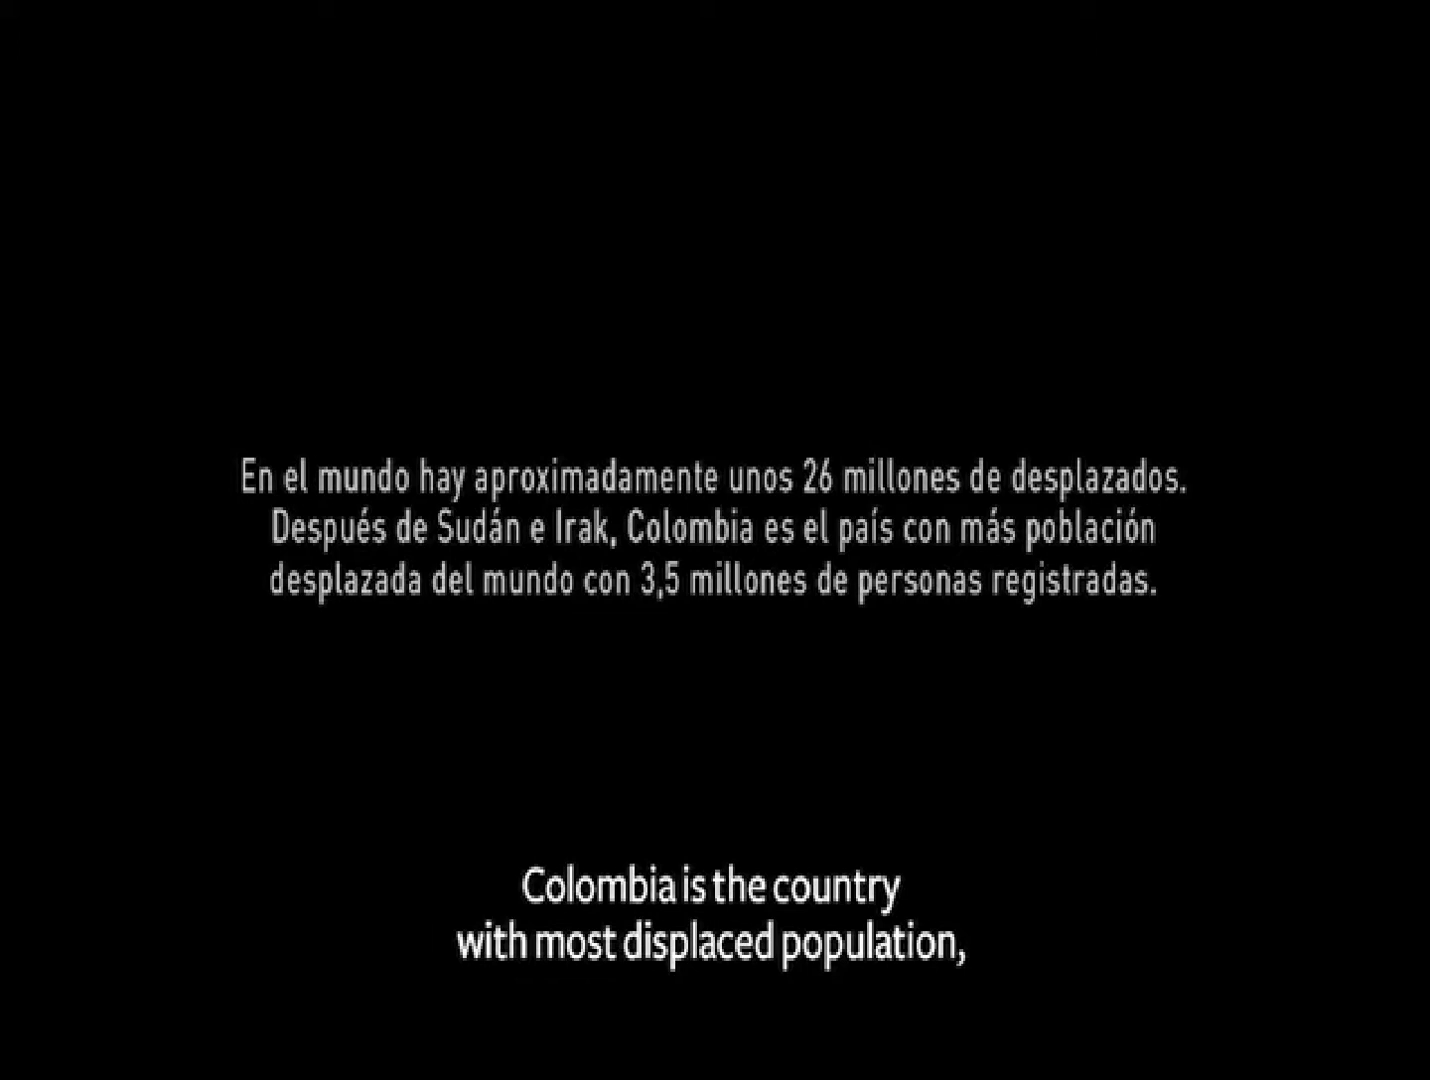 En el mundo hay aproximadamente unos 26 millones de desplazados.
Después de Sudán e Irak, Colombia es el país con más población
desplazada del mundo con 3,5 millones de personas registradas.
Colombia is the country
with most displaced population,